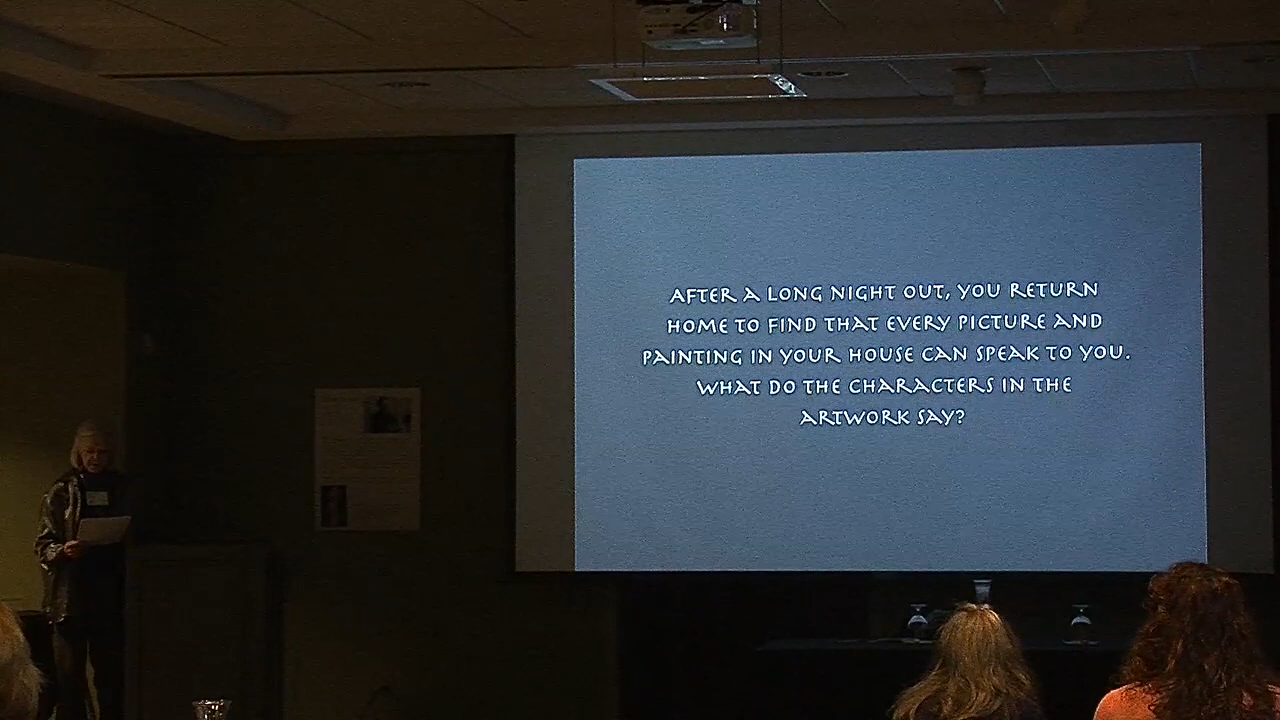 AFTER A LONG NIGHT OUT, YOU RETURN
HOME TO FIND THAT EVERY PICTURE AND
PAINTING IN YOUR HOUSE CAN SPEAK TO YOU.
WHAT DO THE CHARACTERS IN THE
ARTWORK SAY?